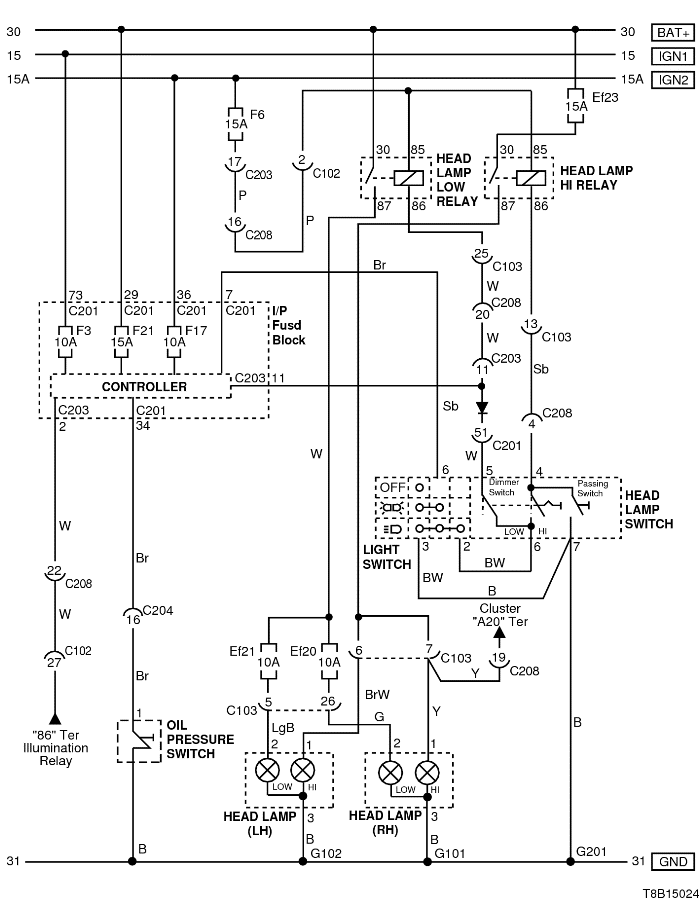 30
30
BAT+
15
15
IGN1
15A
15A
IGN2
F6
15A
Ef23
15A
17
C203
P
16
C208
2
C102
P
30
85
HEAD
LAMP
LOW
RELAY
87
86
30
85
HEAD LAMP
HI RELAY
87
86
25
C103
W
C208
20
W
C203
11
Br
13
C103
Sb
C208
4
73
29
36
7
C201
C201
C201
C201
I/P
Fusd
Block
F3
10A
F21
15A
F17
10A
CONTROLLER
C203
11
C203
C201
2
34
Sb
51
C201
W
W
6
5
4
OFF
Dimmer
Switch
Passing
Switch
LOW
HI
HEAD
LAMP
SWITCH
LIGHT
SWITCH
3
2
6
7
BW
BW
B
W
Br
22
C208
W
C204
16
27
C102
Br
Cluster
"A20" Ter
19
C208
Y
Ef21
10A
Ef20
10A
6
7
C103
C103
5
26
BrW
LgB
G
Y
B
1
OIL
PRESSURE
SWITCH
"86" Ter
Illumination
Relay
2
1
2
1
LOW
HI
LOW
HI
HEAD LAMP
(LH)
3
HEAD LAMP
(RH)
3
B
B
B
G102
G101
G201
31
31
GND
T8B15024